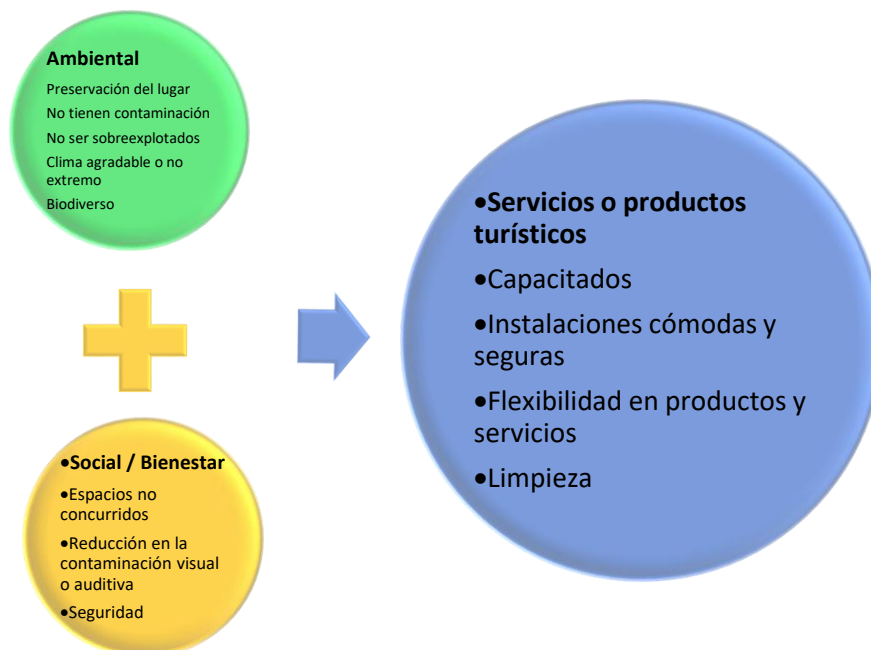 Ambiental
Preservación del lugar
No tienen contaminación
No ser sobreexplotados
Clima agradable o no
extremo
Biodiverso
•Social / Bienestar
•Espacios no
concurridos
•Reducción en la
contaminación visual
o auditiva
•Seguridad
•Servicios o productos
turísticos
•Capacitados
•Instalaciones cómodas y
seguras
•Flexibilidad en productos y
servicios
•Limpieza